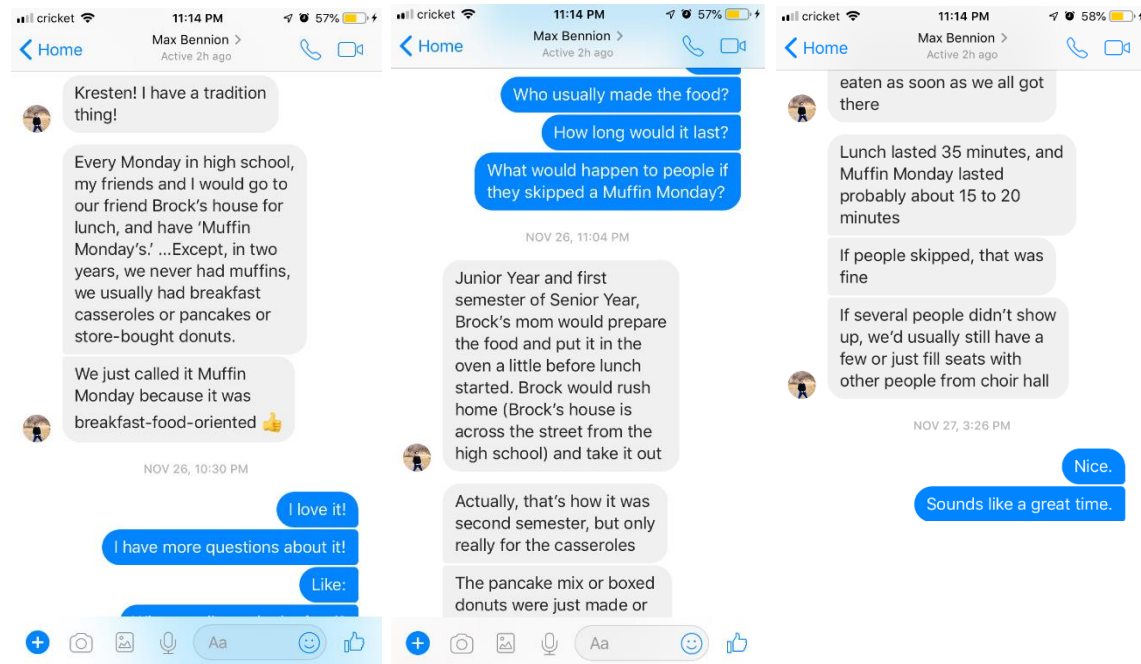 cricket 11:14 PM 57%
Home Max Bennion >
Active 2h ago
Kresten! I have a tradition
thing!
Every Monday in high school,
my friends and I would go to
our friend Brock's house for
lunch, and have 'Muffin
Monday's.' ...Except, in two
years, we never had muffins,
we usually had breakfast
casseroles or pancakes or
store-bought donuts.
We just called it Muffin
Monday because it was
breakfast-food-oriented 👍
NOV 26, 10:30 PM
I love it!
I have more questions about it!
Like:
Aa
cricket 11:14 PM 57%
Home Max Bennion >
Active 2h ago
Who usually made the food?
How long would it last?
What would happen to people if
they skipped a Muffin Monday?
NOV 26, 11:04 PM
Junior Year and first
semester of Senior Year,
Brock's mom would prepare
the food and put it in the
oven a little before lunch
started. Brock would rush
home (Brock's house is
across the street from the
high school) and take it out
Actually, that's how it was
second semester, but only
really for the casseroles
The pancake mix or boxed
donuts were just made or
Aa
cricket 11:14 PM 58%
Home Max Bennion >
Active 2h ago
eaten as soon as we all got
there
Lunch lasted 35 minutes, and
Muffin Monday lasted
probably about 15 to 20
minutes
If people skipped, that was
fine
If several people didn't show
up, we'd usually still have a
few or just fill seats with
other people from choir hall
NOV 27, 3:26 PM
Nice.
Sounds like a great time.